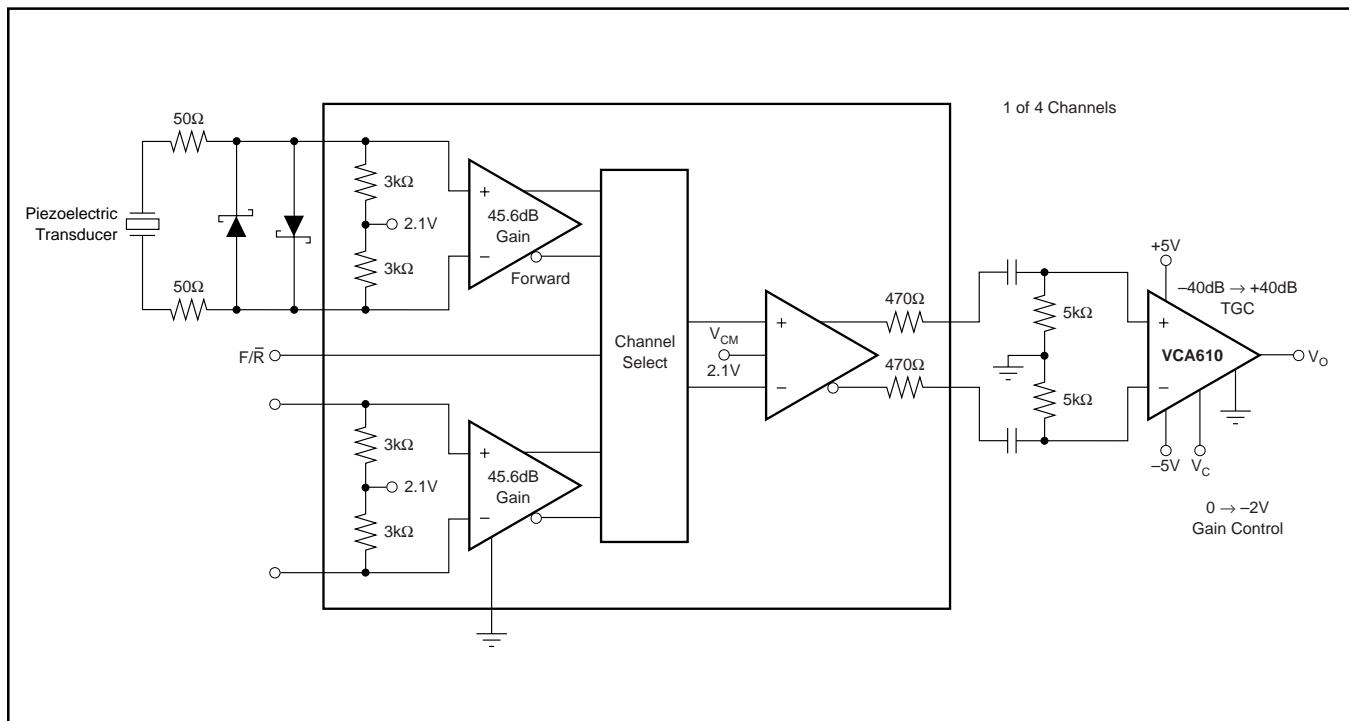 1 of 4 Channels
50Ω
Piezoelectric
Transducer
50Ω
3kΩ
2.1V
3kΩ
+
−
45.6dB
Gain
Forward
F/R̅
3kΩ
2.1V
3kΩ
+
−
45.6dB
Gain
Channel
Select
V_CM
2.1V
+
−
470Ω
470Ω
5kΩ
5kΩ
+5V
–40dB → +40dB
TGC
+
VCA610
−
V_O
–5V
V_C
0 → –2V
Gain Control